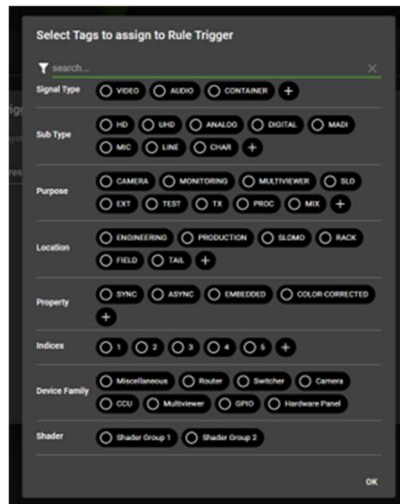 Select Tags to assign to Rule Trigger
search...
Signal Type VIDEO AUDIO CONTAINER +
Sub Type HD UHD ANALOG DIGITAL MADI
MIC LINE CHAR +
Purpose CAMERA MONITORING MULTIVIEWER SLO
EXT TEST TX PROC MIX +
Location ENGINEERING PRODUCTION SLOMO RACK
FIELD TAIL +
Property SYNC ASYNC EMBEDDED COLOR-CORRECTED
+
Indices 1 2 3 4 5 +
Device Family Miscellaneous Router Switcher Camera
CCU Multiviewer GPIO Hardware Panel
Shader Shader Group 1 Shader Group 2
OK